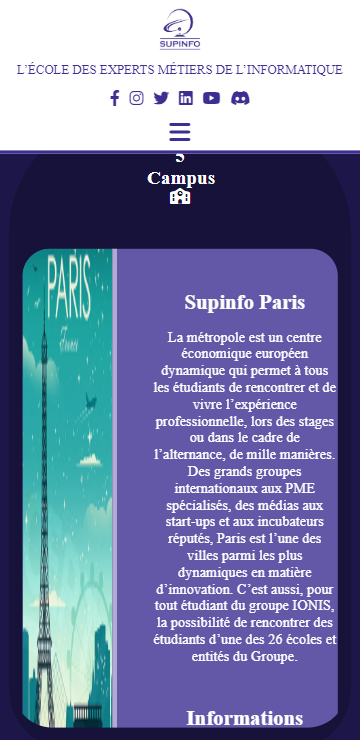 SUPINFO
L’ÉCOLE DES EXPERTS MÉTIERS DE L’INFORMATIQUE
5
Campus
PARIS
France
Supinfo Paris
La métropole est un centre
économique européen
dynamique qui permet à tous
les étudiants de rencontrer et de
vivre l’expérience
professionnelle, lors des stages
ou dans le cadre de
l’alternance, de mille manières.
Des grands groupes
internationaux aux PME
spécialisés, des médias aux
start-ups et aux incubateurs
réputés, Paris est l’une des
villes parmi les plus
dynamiques en matière
d’innovation. C’est aussi, pour
tout étudiant du groupe IONIS,
la possibilité de rencontrer des
étudiants d’une des 26 écoles et
entités du Groupe.
Informations